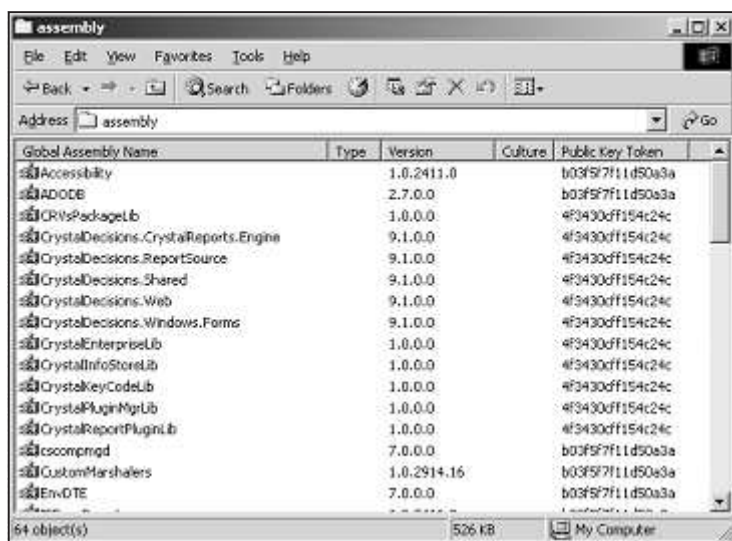 assembly
File Edit View Favorites Tools Help
Back Search Folders
Address assembly Go
Global Assembly Name Type Version Culture Public Key Token
Accessibility 1.0.2411.0 b03f5f7f11d50a3a
ADODB 2.7.0.0 b03f5f7f11d50a3a
CRVsPackageLib 1.0.0.0 4f3430cff154c24c
CrystalDecisions.CrystalReports.Engine 9.1.0.0 4f3430cff154c24c
CrystalDecisions.ReportSource 9.1.0.0 4f3430cff154c24c
CrystalDecisions.Shared 9.1.0.0 4f3430cff154c24c
CrystalDecisions.Web 9.1.0.0 4f3430cff154c24c
CrystalDecisions.Windows.Forms 9.1.0.0 4f3430cff154c24c
CrystalEnterpriseLib 1.0.0.0 4f3430cff154c24c
CrystalInfoStoreLib 1.0.0.0 4f3430cff154c24c
CrystalKeyCodeLib 1.0.0.0 4f3430cff154c24c
CrystalPluginMgrLib 1.0.0.0 4f3430cff154c24c
CrystalReportPluginLib 1.0.0.0 4f3430cff154c24c
cscompmgd 7.0.0.0 b03f5f7f11d50a3a
CustomMarshalers 1.0.2914.16 b03f5f7f11d50a3a
EnvDTE 7.0.0.0 b03f5f7f11d50a3a
64 object(s) 526 KB My Computer